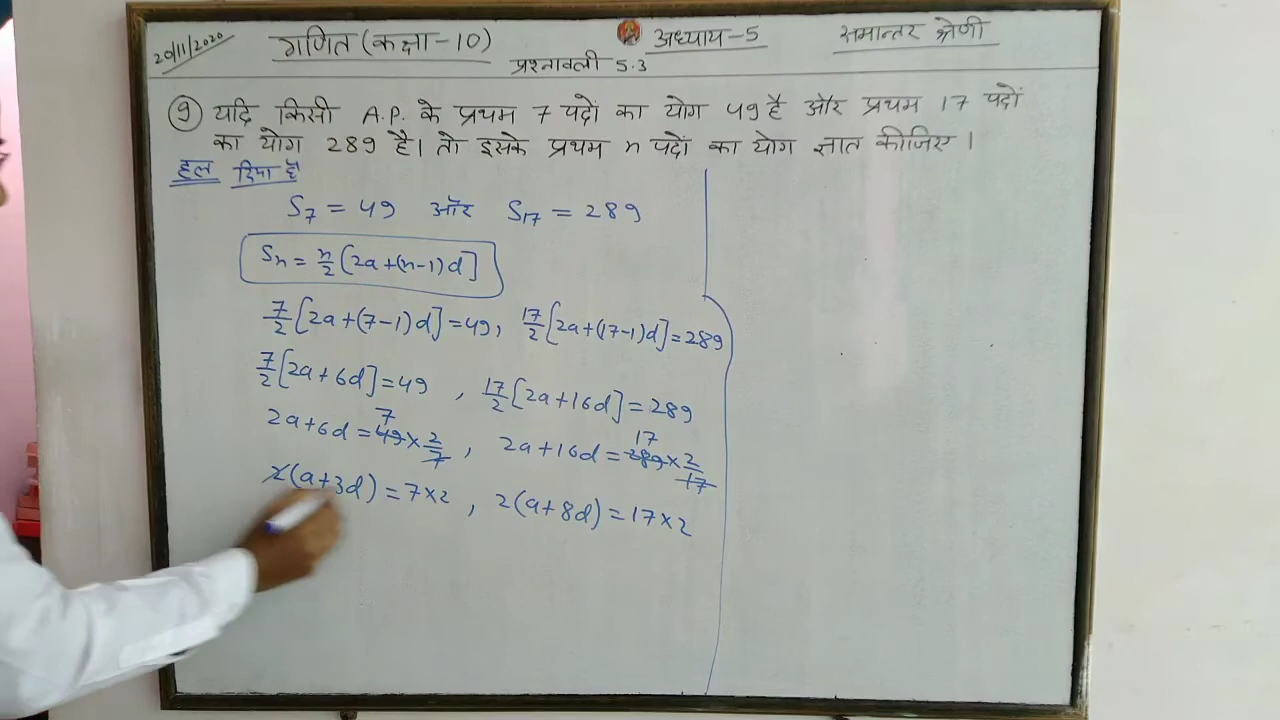 20/11/2020 गणित (कक्षा-10) अध्याय-5 समान्तर श्रेणी
प्रश्नावली 5.3
9 यदि किसी A.P. के प्रथम 7 पदों का योग 49 है और प्रथम 17 पदों
का योग 289 है। तो इसके प्रथम n पदों का योग ज्ञात कीजिए।
हल दिया है
S₇ = 49 और S₁₇ = 289
Sn = n/2 [2a+(n-1)d]
7/2 [2a+(7-1)d] = 49, 17/2 [2a+(17-1)d] = 289
7/2 [2a+6d] = 49 , 17/2 [2a+16d] = 289
7 17
2a+6d = 49×2/7 , 2a+16d = 289×2/17
2(a+3d) = 7×2 , 2(a+8d) = 17×2